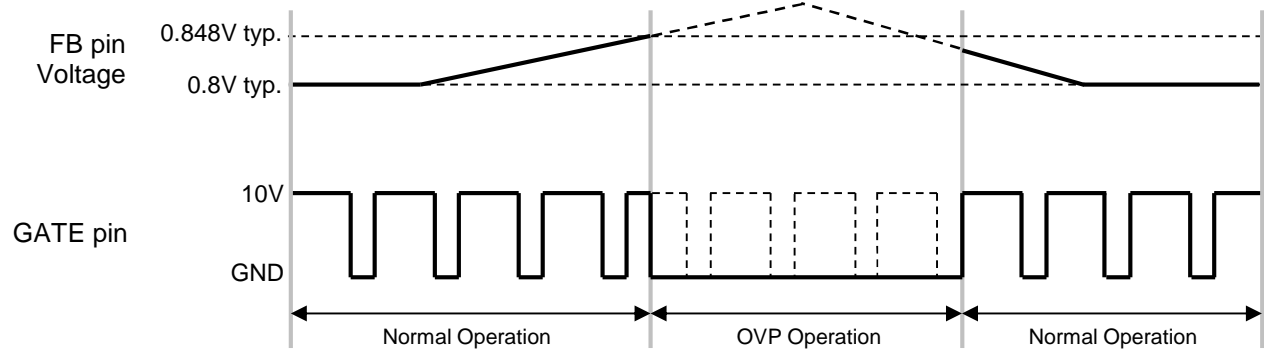 FB pin
Voltage
0.848V typ.
0.8V typ.
GATE pin
10V
GND
Normal Operation
OVP Operation
Normal Operation